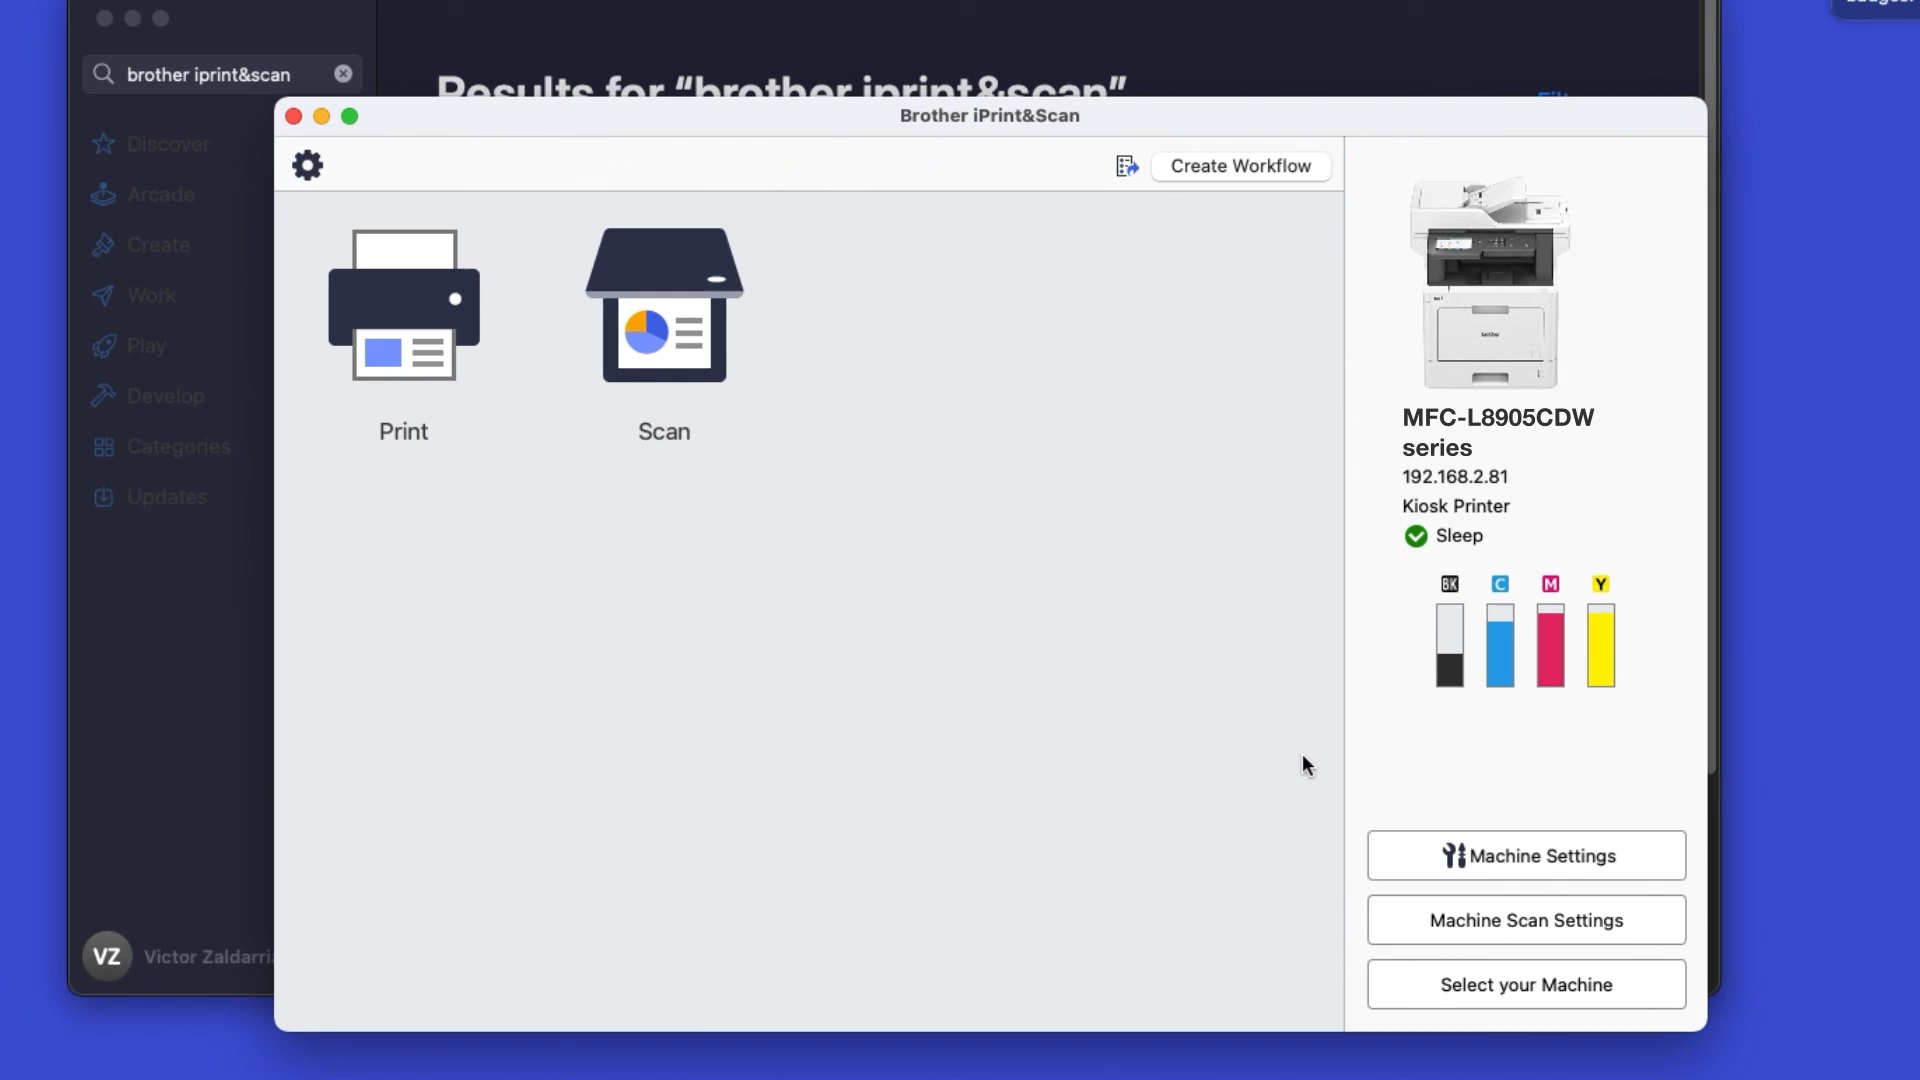 brother iprint&scan
Results for “brother iprint&scan”
Discover
Arcade
Create
Work
Play
Develop
Categories
Updates
VZ
Brother iPrint&Scan
Create Workflow
Print
Scan
MFC-L8905CDW
series
192.168.2.81
Kiosk Printer
Sleep
BK C M Y
Machine Settings
Machine Scan Settings
Select your Machine
Victor